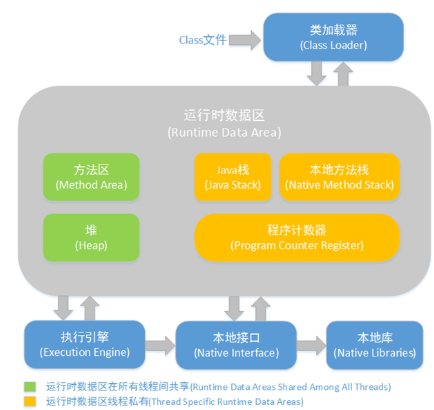 Class文件
类加载器
(Class Loader)
运行时数据区
(Runtime Data Area)
方法区
(Method Area)
Java栈
(Java Stack)
本地方法栈
(Native Method Stack)
堆
(Heap)
程序计数器
(Program Counter Register)
执行引擎
(Execution Engine)
本地接口
(Native Interface)
本地库
(Native Libraries)
运行时数据区在所有线程间共享(Runtime Data Areas Shared Among All Threads)
运行时数据区线程私有(Thread Specific Runtime Data Areas)